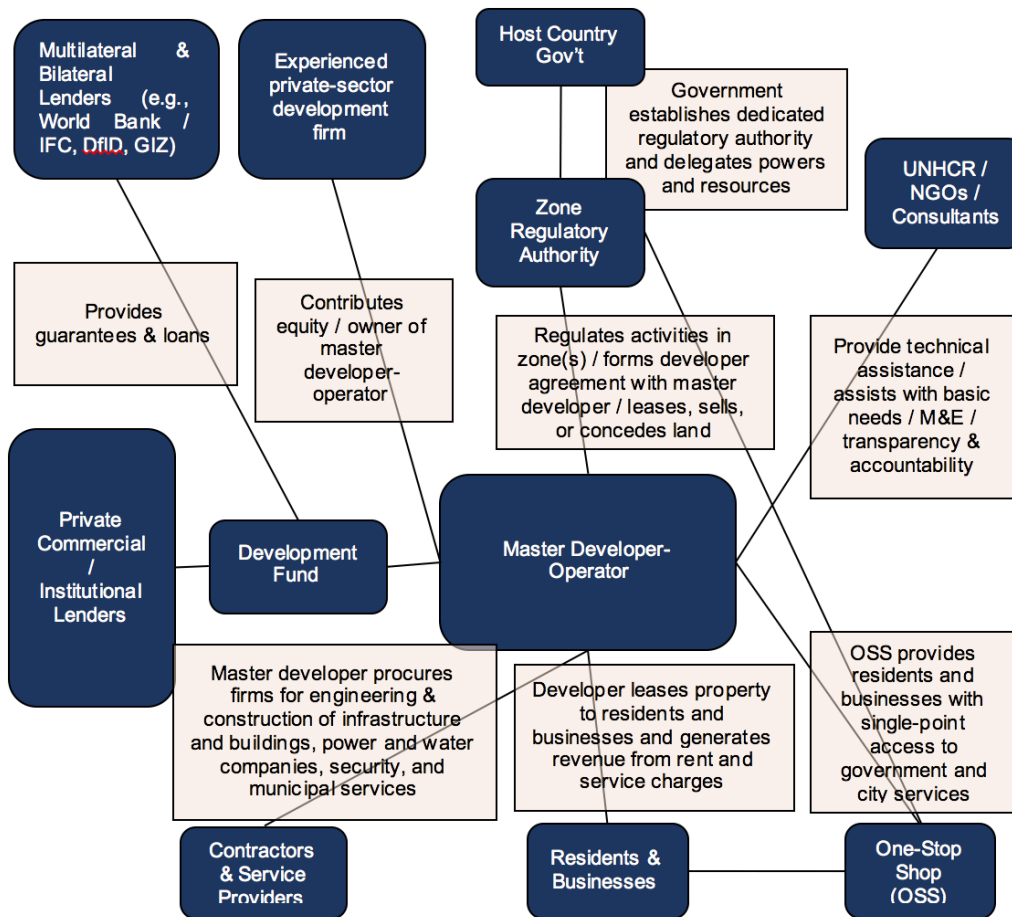 Multilateral & Bilateral
Lenders (e.g.,
World Bank /
IFC, DfID, GIZ)
Experienced
private-sector
development
firm
Host Country
Gov't
Government
establishes dedicated
regulatory authority
and delegates powers
and resources
UNHCR /
NGOs /
Consultants
Zone
Regulatory
Authority
Provides
guarantees & loans
Contributes
equity / owner of
master
developer-
operator
Regulates activities in
zone(s) / forms developer
agreement with master
developer / leases, sells,
or concedes land
Provide technical
assistance /
assists with basic
needs / M&E /
transparency &
accountability
Private
Commercial
/
Institutional
Lenders
Development
Fund
Master Developer-
Operator
Master developer procures
firms for engineering &
construction of infrastructure
and buildings, power and water
companies, security, and
municipal services
Developer leases property
to residents and
businesses and generates
revenue from rent and
service charges
OSS provides
residents and
businesses with
single-point
access to
government and
city services
Contractors
& Service
Providers
Residents &
Businesses
One-Stop
Shop
(OSS)